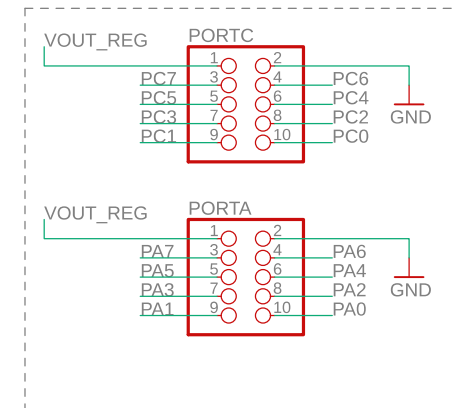 VOUT_REG PORTC
1 2
PC7 3 4 PC6
PC5 5 6 PC4
PC3 7 8 PC2 GND
PC1 9 10 PC0
VOUT_REG PORTA
1 2
PA7 3 4 PA6
PA5 5 6 PA4
PA3 7 8 PA2 GND
PA1 9 10 PA0